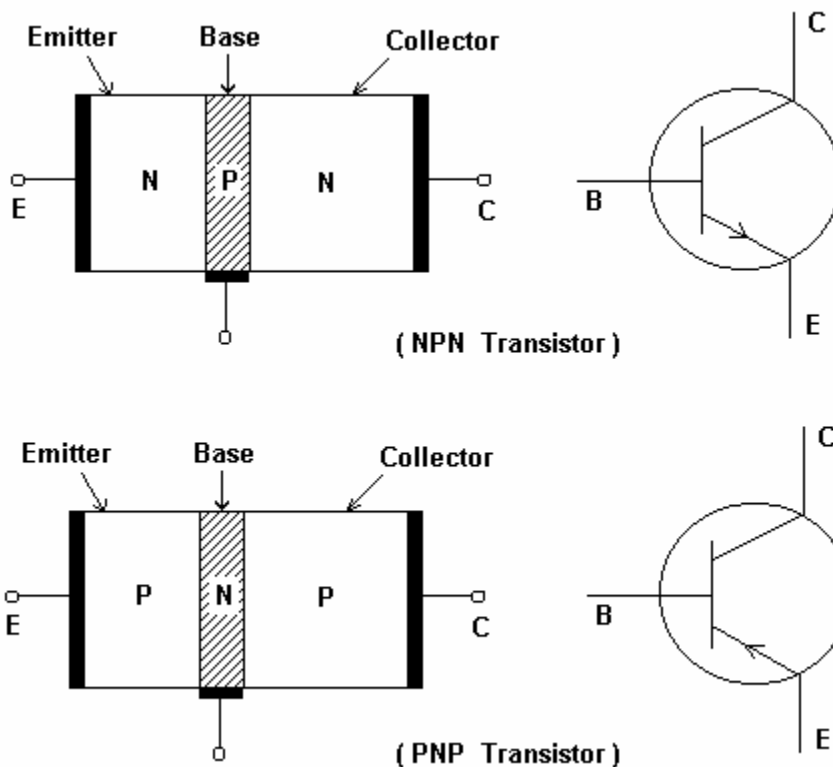 C
Emitter Base Collector
N P N
E C B
E
( NPN Transistor )
C
Emitter Base Collector
P N P
E C B
E
( PNP Transistor )